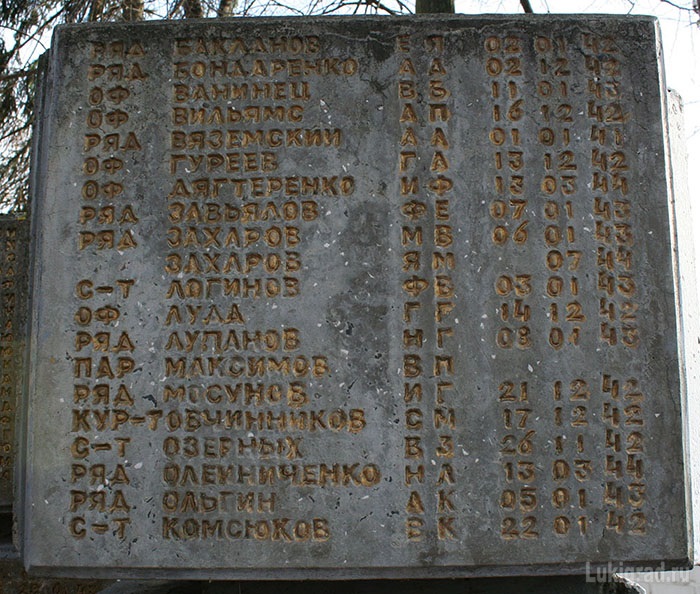 РЯД БАКЛАНОВ Е Я 02 01 42
РЯД БОНДАРЕНКО А Д 02 12 42
ОФ ВАНИНЕЦ В Б 11 01 43
ОФ ВИЛЬЯМС А П 16 12 42
РЯД ВЯЗЕМСКИЙ А А 01 01 41
ОФ ГУРЕЕВ Г А 13 12 42
ОФ ДЯГТЕРЕНКО И Ф 13 03 44
РЯД ЗАВЬЯЛОВ Ф Е 07 01 43
РЯД ЗАХАРОВ М В 06 01 43
ЗАХАРОВ Я М 07 44
С-Т ЛОГИНОВ Ф Б 03 01 43
ОФ ЛУДА Г Г 14 12 42
РЯД ЛУПАНОВ Н Г 08 01 43
ПАР МАКСИМОВ В П
РЯД МОСУНОВ И Г 21 12 42
КУР-Т ОВЧИННИКОВ С М 17 12 42
С-Т ОЗЕРНЫХ В З 26 11 42
РЯД ОЛЕЙНИЧЕНКО Н Л 13 03 44
РЯД ОЛЬГИН А К 05 01 43
С-Т КОМСЮКОВ В К 22 01 42
Lukigrad.ru